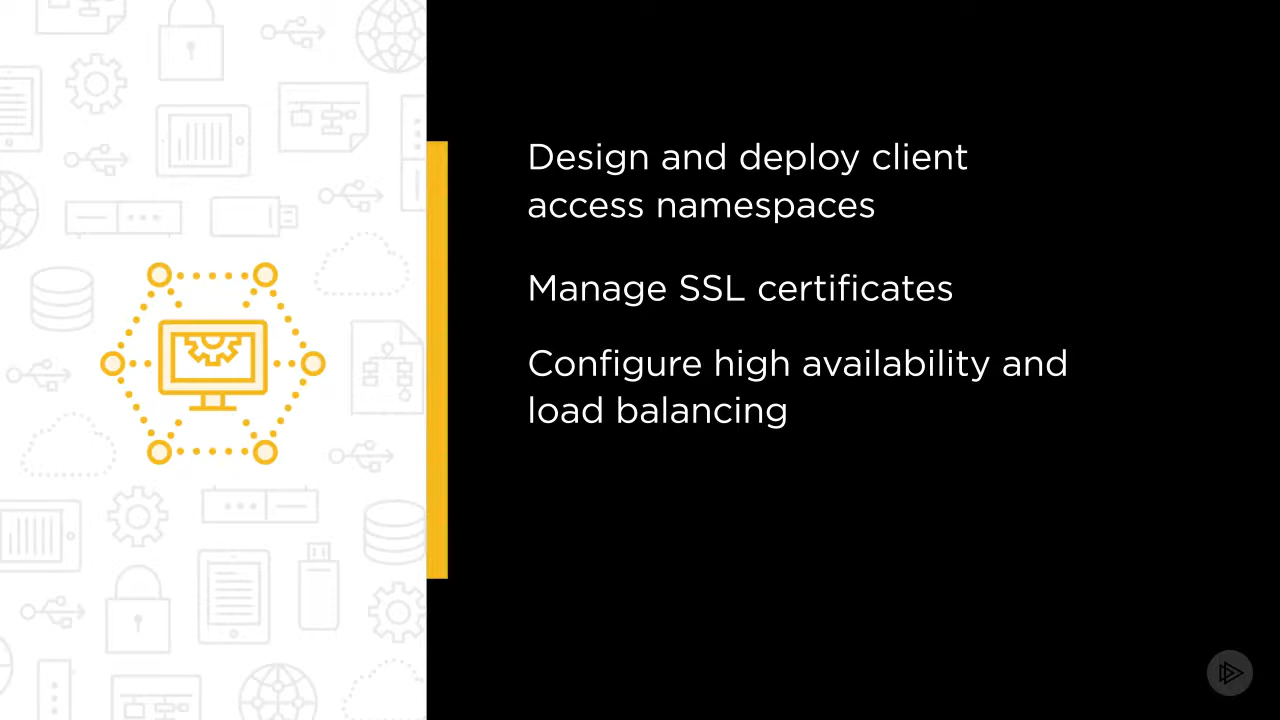 Design and deploy client
access namespaces
Manage SSL certificates
Configure high availability and
load balancing